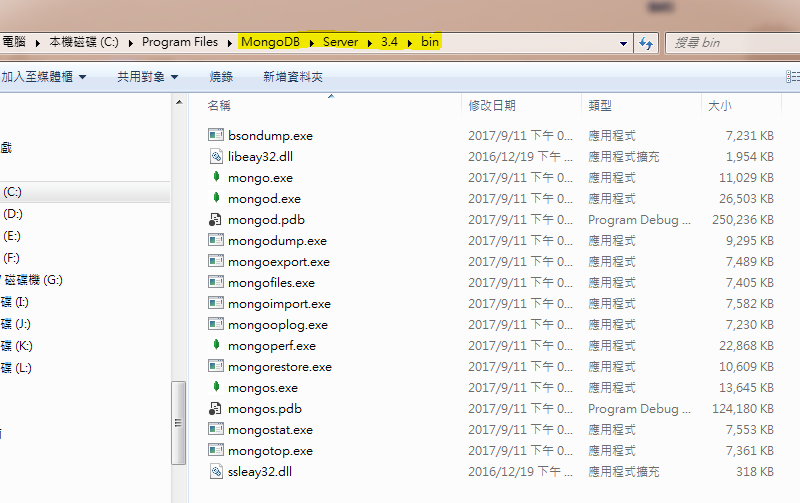 電腦 ▸ 本機磁碟 (C:) ▸ Program Files ▸ MongoDB ▸ Server ▸ 3.4 ▸ bin
搜尋 bin
加入至媒體櫃 ▼ 共用對象 ▼ 燒錄 新增資料夾
名稱 修改日期 類型 大小
bsondump.exe 2017/9/11 下午 0... 應用程式 7,231 KB
libeay32.dll 2016/12/19 下午 ... 應用程式擴充 1,954 KB
mongo.exe 2017/9/11 下午 0... 應用程式 11,029 KB
mongod.exe 2017/9/11 下午 0... 應用程式 26,503 KB
mongod.pdb 2017/9/11 下午 0... Program Debug ... 250,236 KB
mongodump.exe 2017/9/11 下午 0... 應用程式 9,295 KB
mongoexport.exe 2017/9/11 下午 0... 應用程式 7,489 KB
mongofiles.exe 2017/9/11 下午 0... 應用程式 7,405 KB
mongoimport.exe 2017/9/11 下午 0... 應用程式 7,582 KB
mongooplog.exe 2017/9/11 下午 0... 應用程式 7,230 KB
mongoperf.exe 2017/9/11 下午 0... 應用程式 22,868 KB
mongorestore.exe 2017/9/11 下午 0... 應用程式 10,609 KB
mongos.exe 2017/9/11 下午 0... 應用程式 13,645 KB
mongos.pdb 2017/9/11 下午 0... Program Debug ... 124,180 KB
mongostat.exe 2017/9/11 下午 0... 應用程式 7,553 KB
mongotop.exe 2017/9/11 下午 0... 應用程式 7,361 KB
ssleay32.dll 2016/12/19 下午 ... 應用程式擴充 318 KB
戲
(C:)
(D:)
(E:)
(F:)
磁碟機 (G:)
碟 (I:)
碟 (J:)
碟 (K:)
碟 (L:)